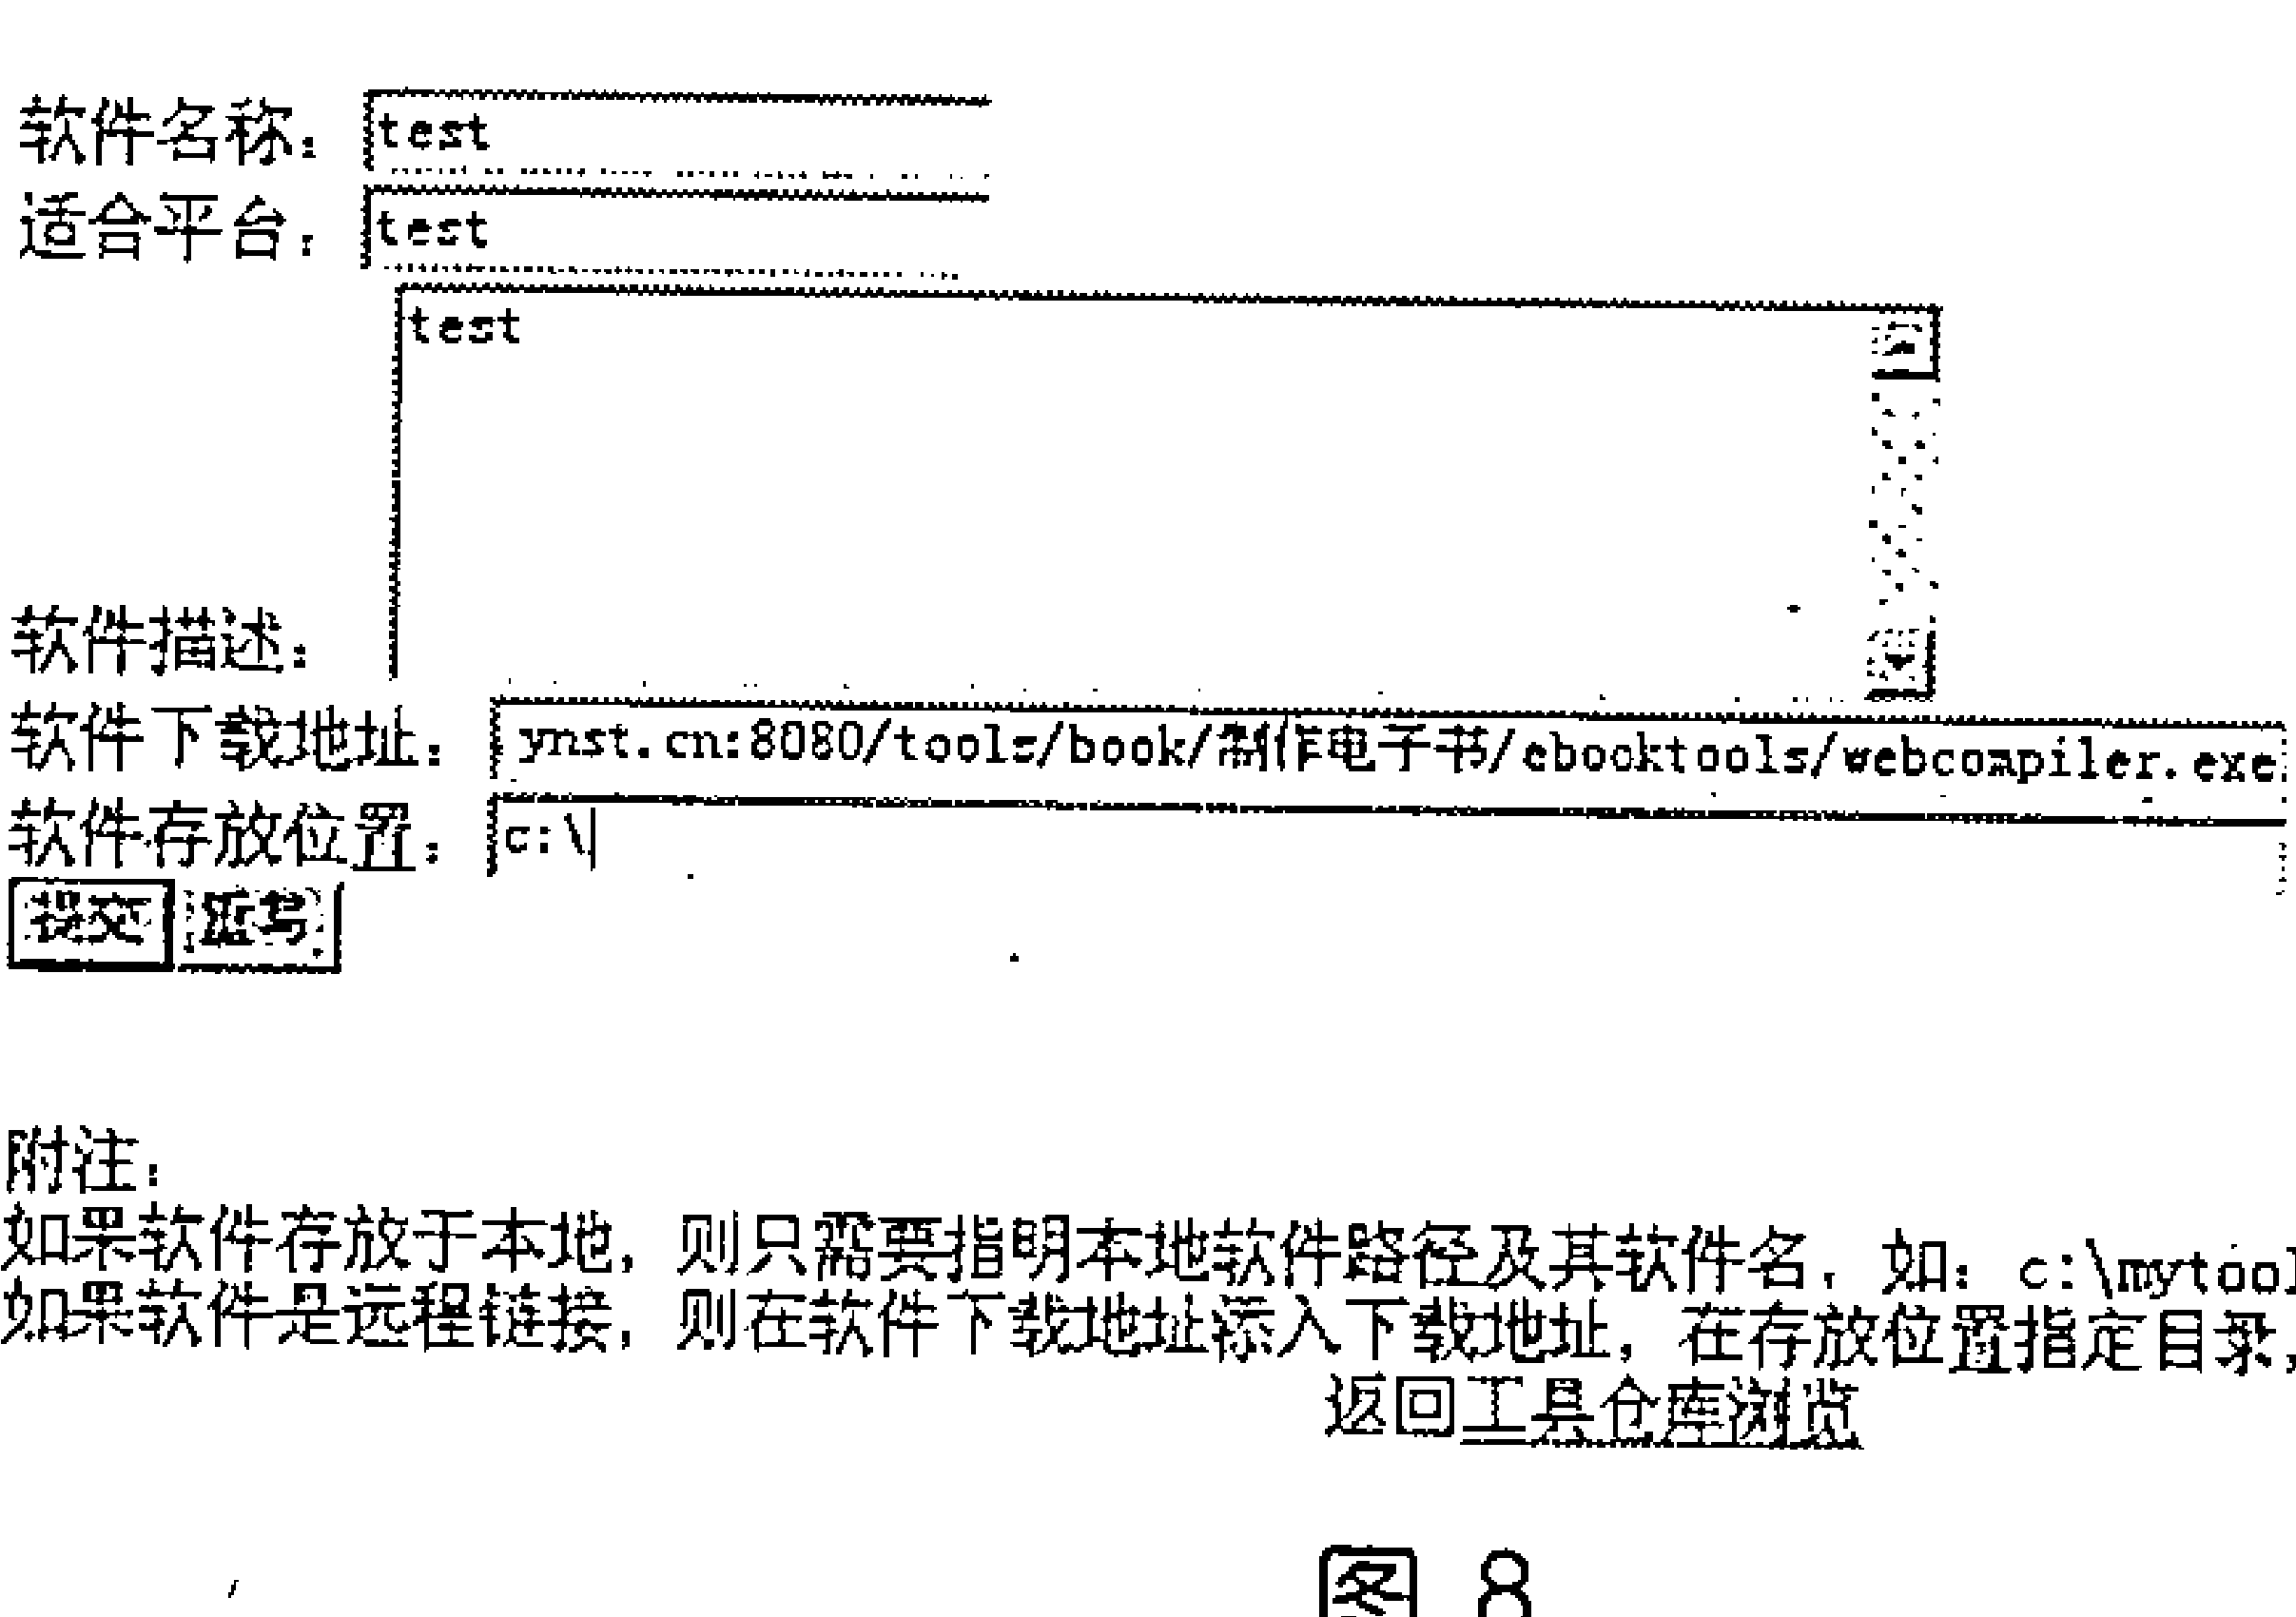 软件名称： test
适合平台： test
test
软件描述：
软件下载地址： ynst.cn:8080/tools/book/制作电子书/ebooktools/webcompiler.exe
软件存放位置： c:\
提交 填写
附注：
如果软件存放于本地，则只需要指明本地软件路径及其软件名，如：c:\mytool
如果软件是远程链接，则在软件下载地址添入下载地址，在存放位置指定目录，
返回工具仓库浏览
图 8